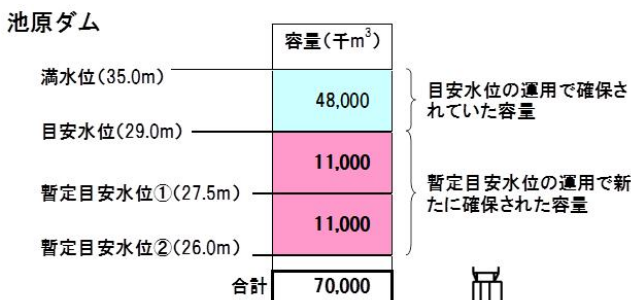 池原ダム
容量(千m³)
満水位(35.0m)
48,000
目安水位の運用で確保さ
れていた容量
目安水位(29.0m)
11,000
暫定目安水位①(27.5m)
暫定目安水位の運用で新
たに確保された容量
11,000
暫定目安水位②(26.0m)
合計
70,000